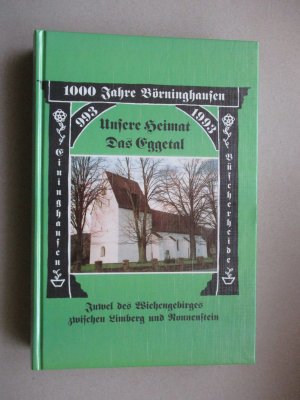 1000 Jahre Börninghausen
993
1993
Unsere Heimat
Das Eggetal
Eininghausen
Büscherheide
Juwel des Wiehengebirges
zwischen Limberg und Nonnenstein